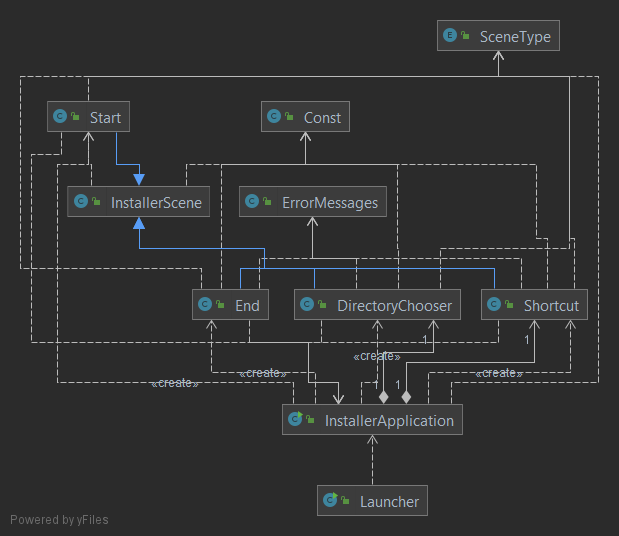 SceneType
Start
Const
InstallerScene
ErrorMessages
End
DirectoryChooser
Shortcut
1
1
«create»
«create»
«create»
1
1
«create»
InstallerApplication
Launcher
Powered by yFiles